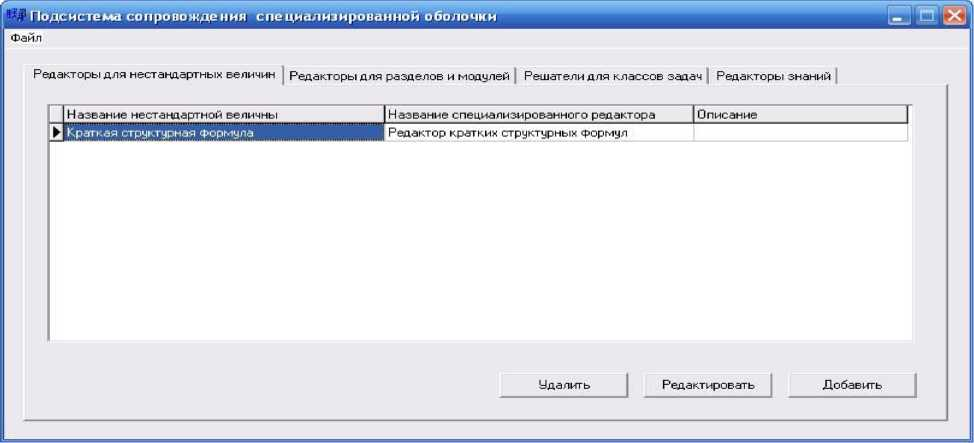 Подсистема сопровождения специализированной оболочки
Файл
Редакторы для нестандартных величин Редакторы для разделов и модулей Решатели для классов задач Редакторы знаний
Название нестандартной величны Название специализированного редактора Описание
Краткая структурная формула Редактор кратких структурных формул
Удалить Редактировать Добавить